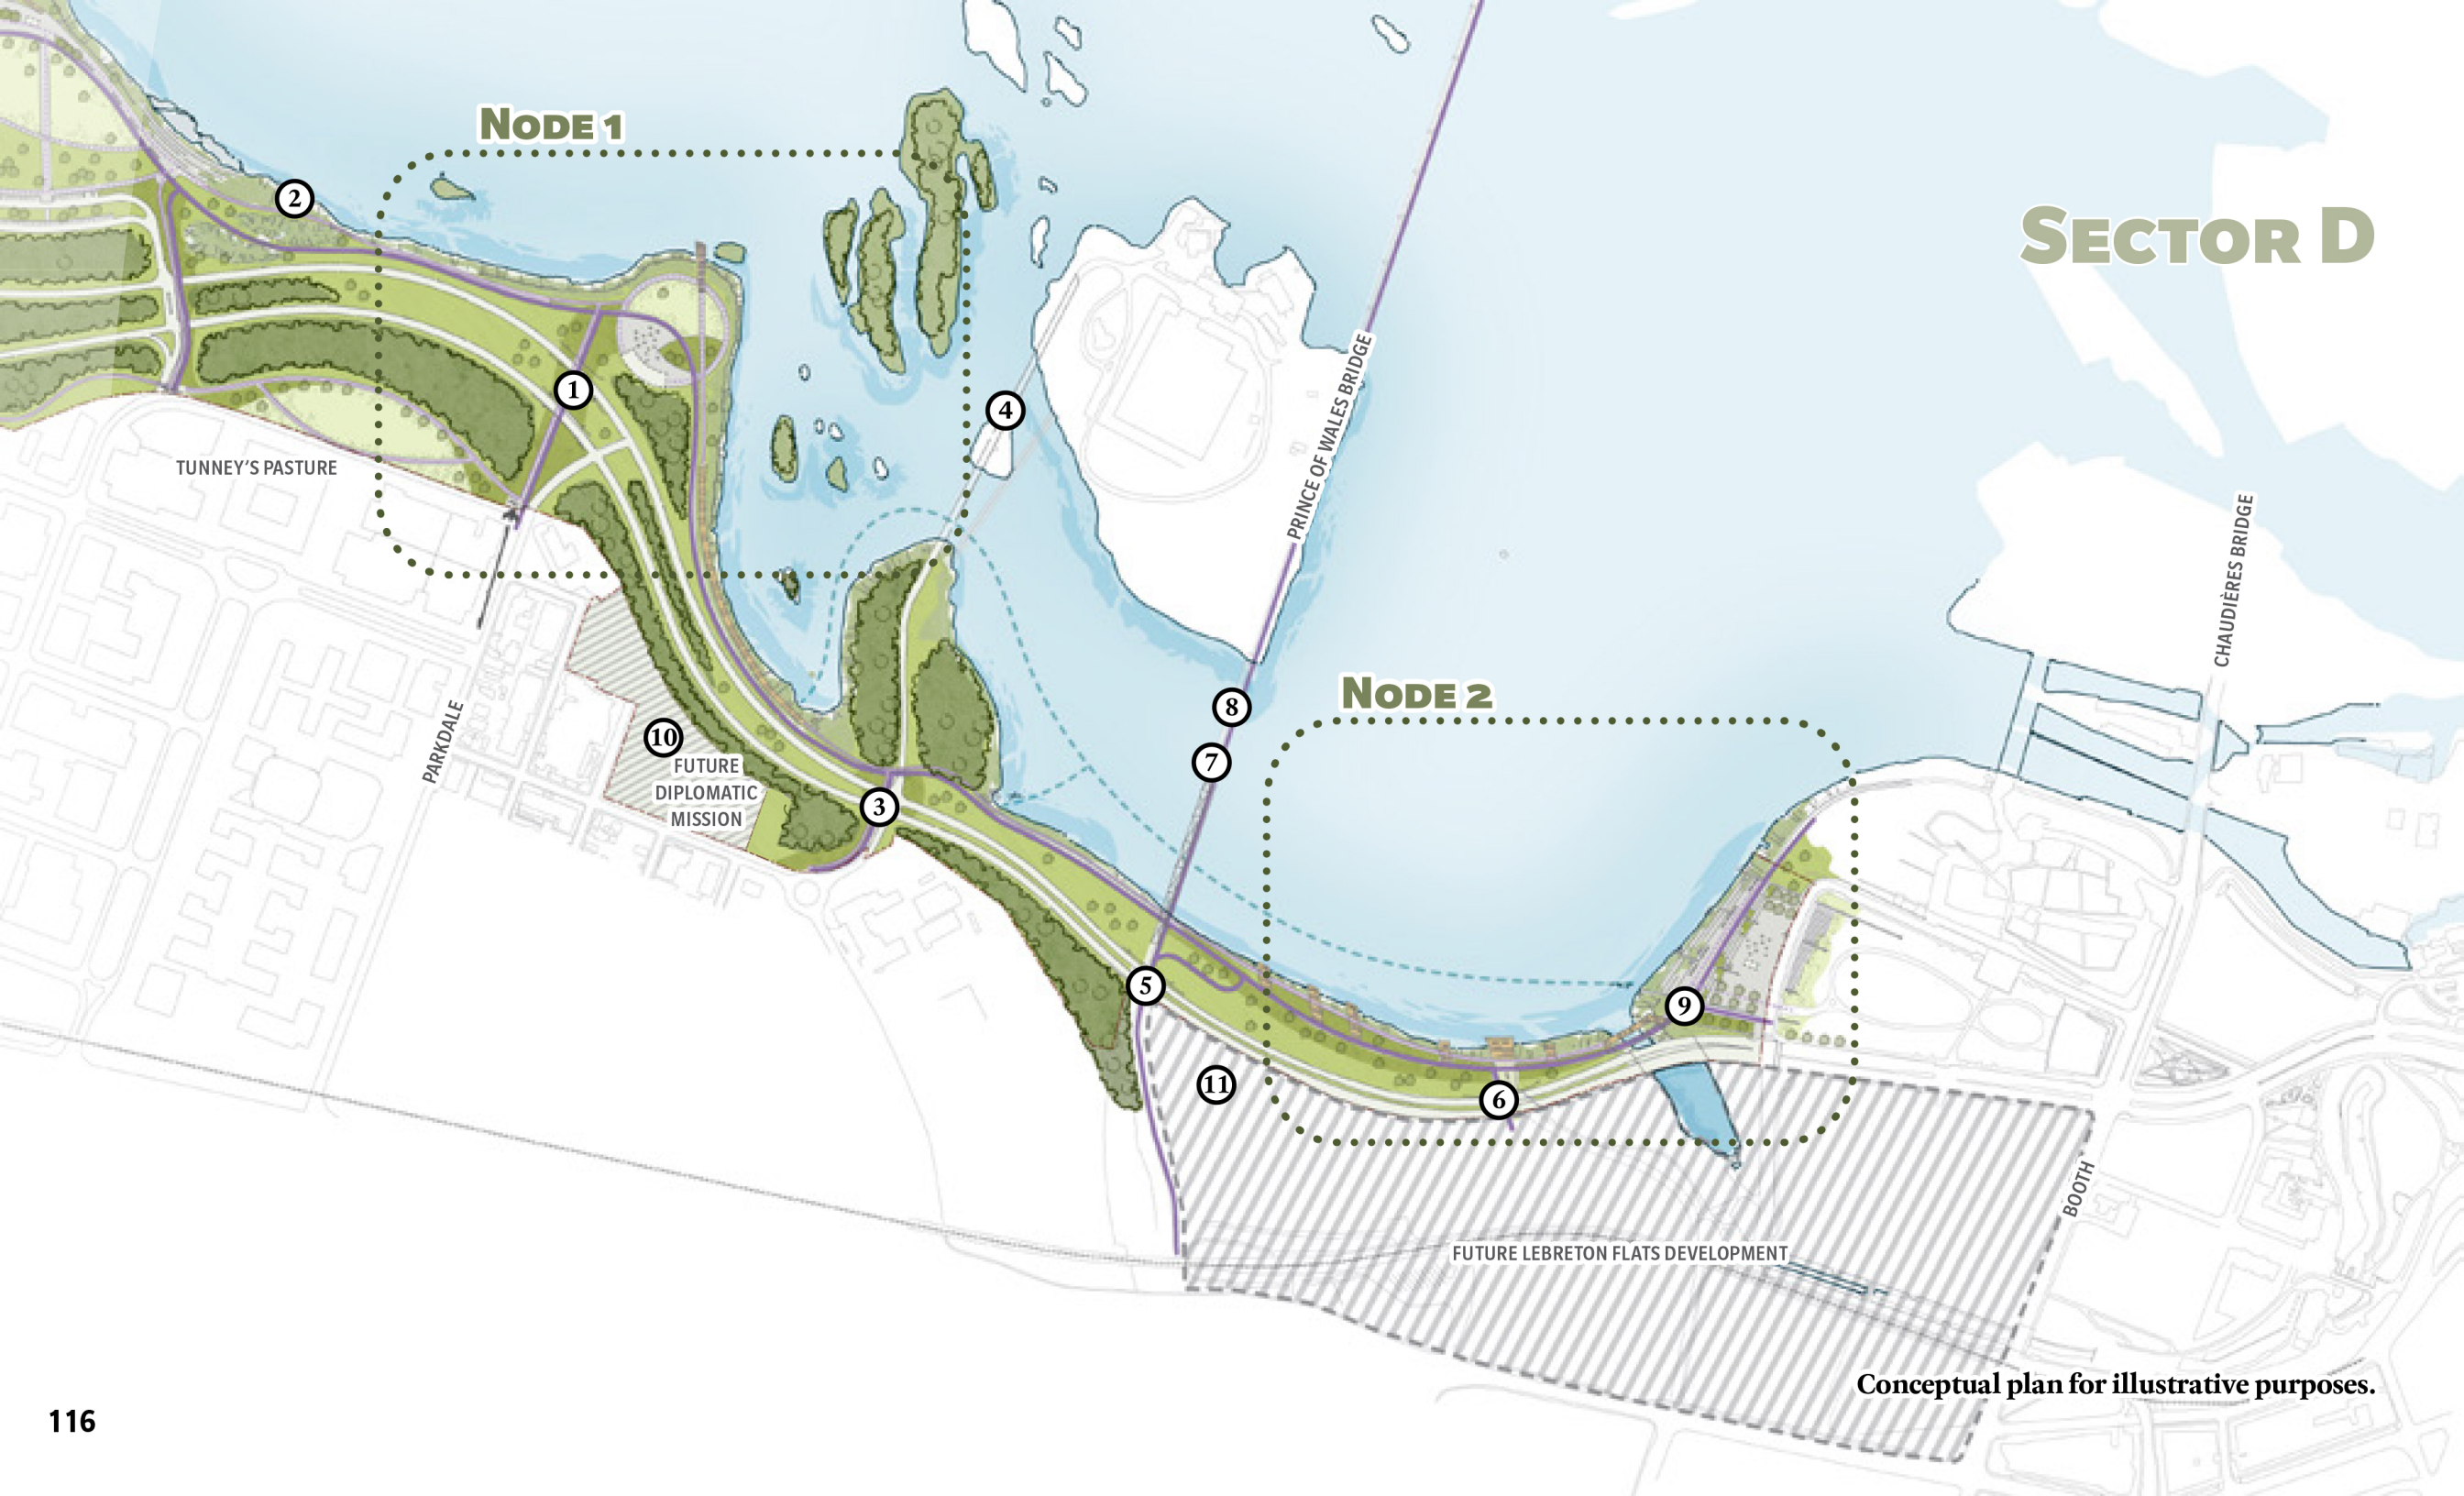 NODE 1
2
SECTOR D
1
4
PRINCE OF WALES BRIDGE
TUNNEY'S PASTURE
CHAUDIÈRES BRIDGE
NODE 2
8
7
PARKDALE
10
FUTURE
DIPLOMATIC
MISSION
3
5
9
11
6
BOOTH
FUTURE LEBRETON FLATS DEVELOPMENT
Conceptual plan for illustrative purposes.
116